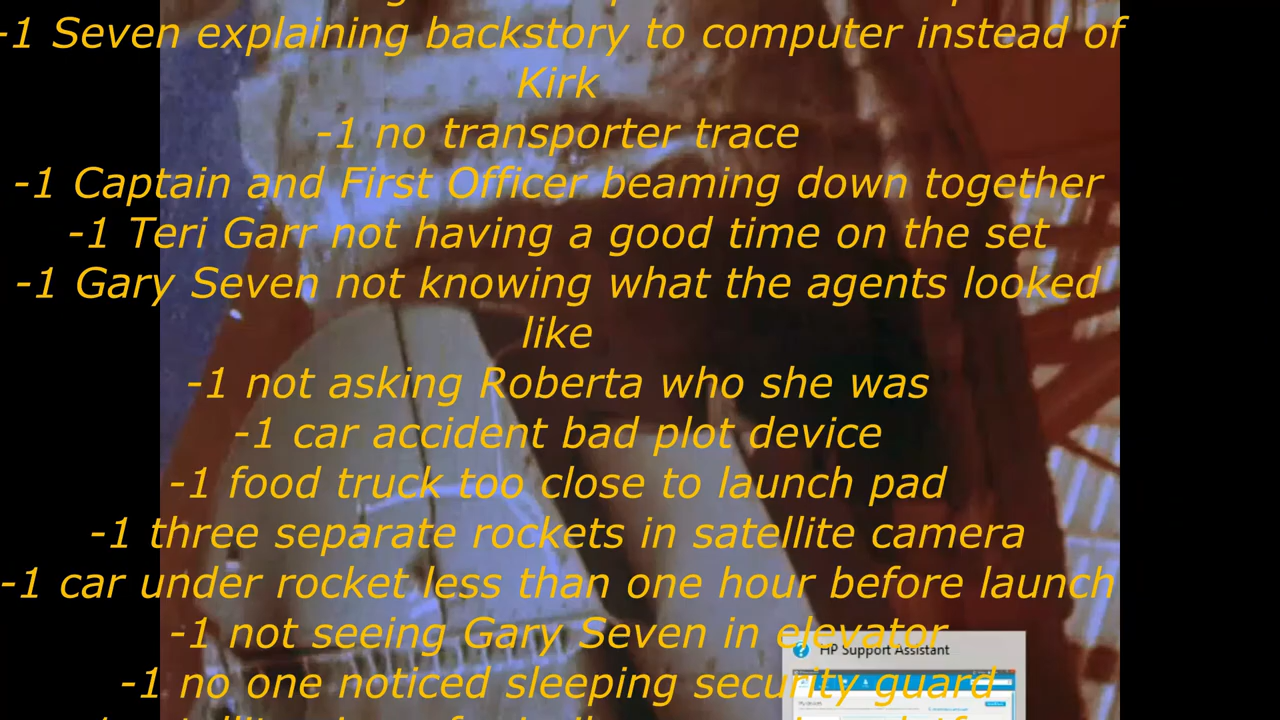 -1 Seven explaining backstory to computer instead of
Kirk
-1 no transporter trace
-1 Captain and First Officer beaming down together
-1 Teri Garr not having a good time on the set
-1 Gary Seven not knowing what the agents looked
like
-1 not asking Roberta who she was
-1 car accident bad plot device
-1 food truck too close to launch pad
-1 three separate rockets in satellite camera
-1 car under rocket less than one hour before launch
-1 not seeing Gary Seven in elevator
HP Support Assistant
-1 no one noticed sleeping security guard